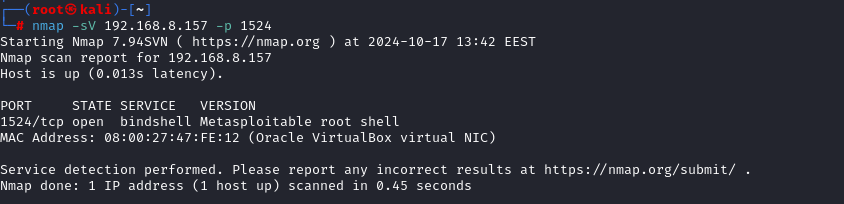 ┌──(root㉿kali)-[~]
└─# nmap -sV 192.168.8.157 -p 1524
Starting Nmap 7.94SVN ( https://nmap.org ) at 2024-10-17 13:42 EEST
Nmap scan report for 192.168.8.157
Host is up (0.013s latency).

PORT     STATE SERVICE   VERSION
1524/tcp open  bindshell Metasploitable root shell
MAC Address: 08:00:27:47:FE:12 (Oracle VirtualBox virtual NIC)

Service detection performed. Please report any incorrect results at https://nmap.org/submit/ .
Nmap done: 1 IP address (1 host up) scanned in 0.45 seconds